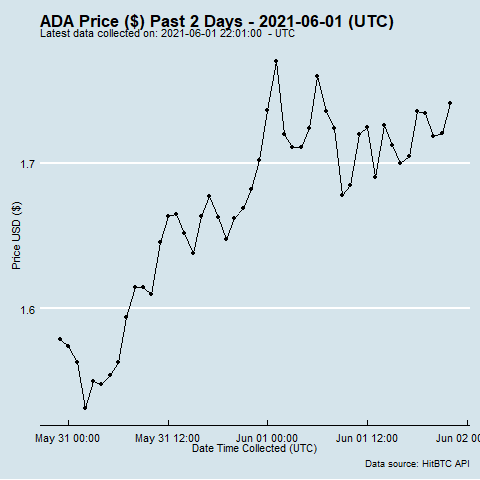 ADA Price ($) Past 2 Days - 2021-06-01 (UTC)
Latest data collected on: 2021-06-01 22:01:00 - UTC
1.7
1.6
Price USD ($)
May 31 00:00
May 31 12:00
Jun 01 00:00
Jun 01 12:00
Jun 02 0
Date Time Collected (UTC)
Data source: HitBTC API